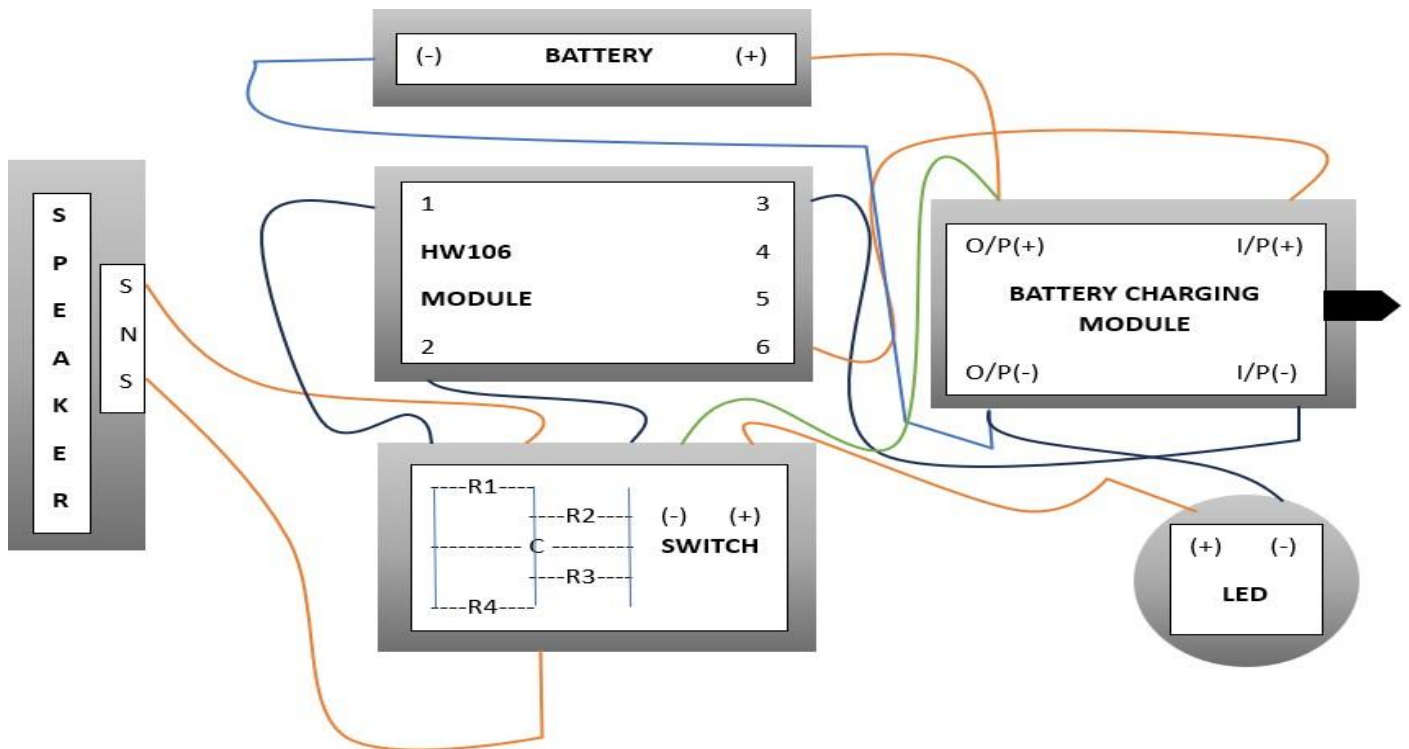 (-) BATTERY (+)
S
P
E
A
K
E
R
S
N
S
1 3
HW106 4
MODULE 5
2 6
O/P(+) I/P(+)
BATTERY CHARGING
MODULE
O/P(-) I/P(-)
----R1----
----R2---- (-) (+)
---------- C ---------- SWITCH
----R3----
----R4----
(+) (-)
LED